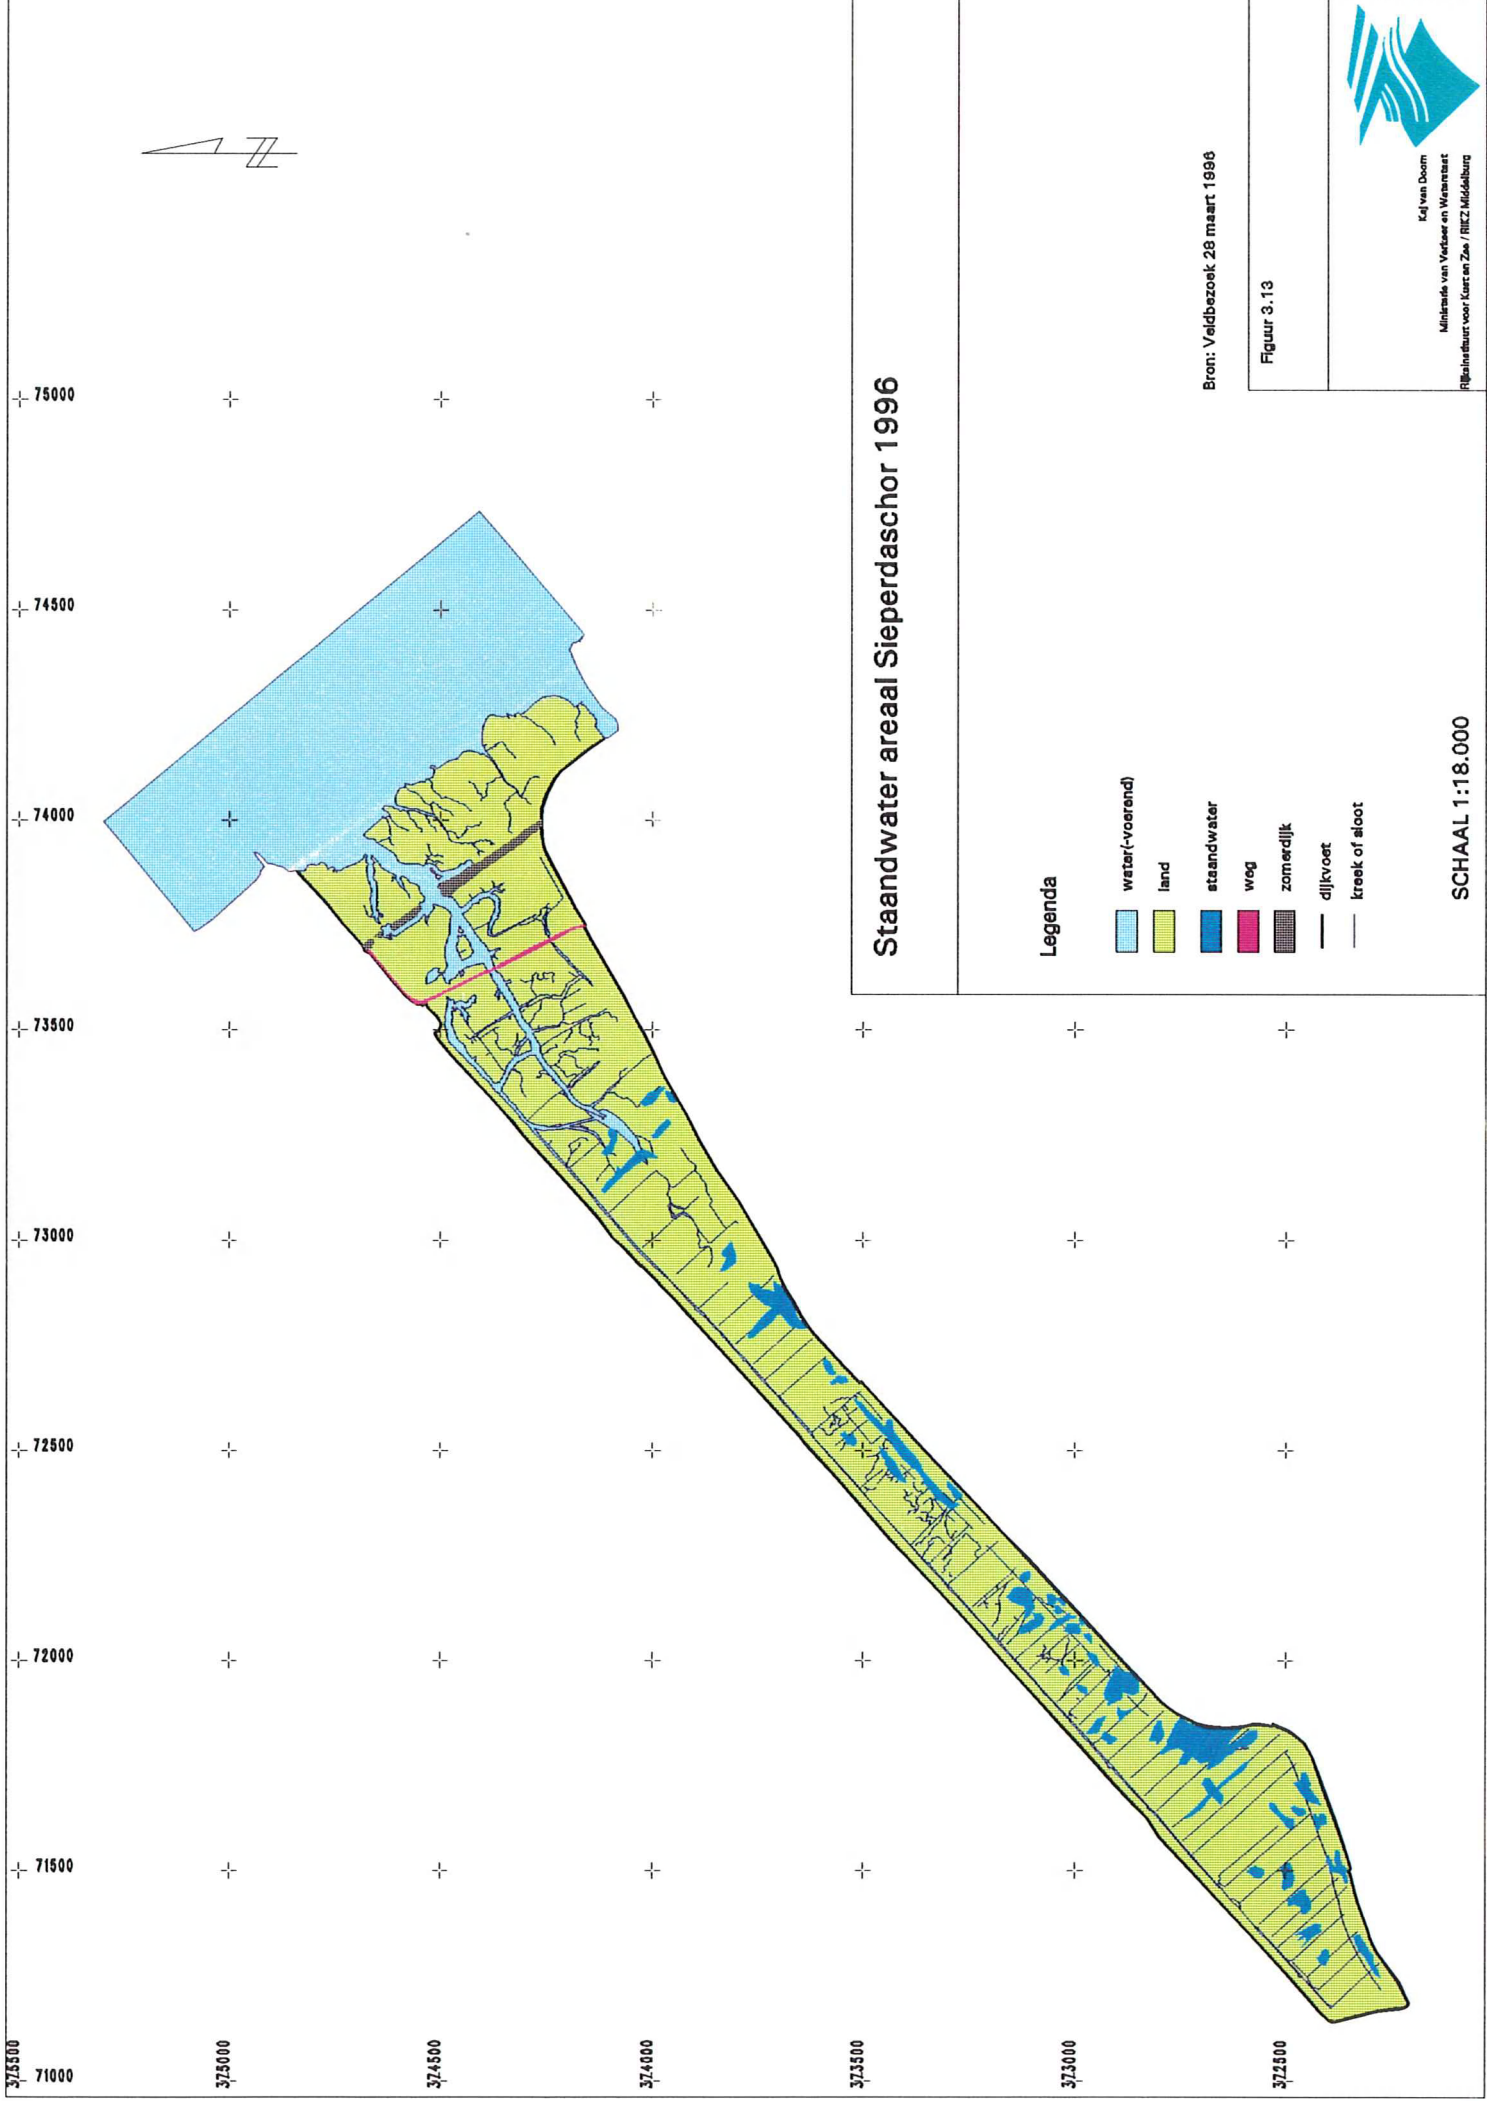 375500
375000
374500
374000
373500
373000
372500
71000
71500
72000
72500
73000
73500
74000
74500
75000
N
Staandwater areaal Sieperdaschor 1996
Legenda
water(-voerend)
land
staandwater
weg
zomerdijk
dijkvoet
kreek of sloot
SCHAAL 1:18.000
Bron: Veldbezoek 28 maart 1996
Figuur 3.13
Kaj van Doorn
Ministerie van Verkeer en Waterstaat
Rijksinstituut voor Kust en Zee / RIKZ Middelburg